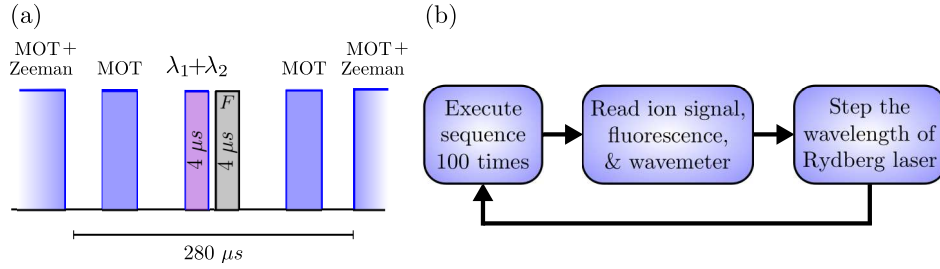 (a)
MOT +
Zeeman
MOT
λ₁+λ₂
MOT
MOT +
Zeeman
F
4 μs
4 μs
280 μs
(b)
Execute
sequence
100 times
Read ion signal,
fluorescence,
& wavemeter
Step the
wavelength of
Rydberg laser